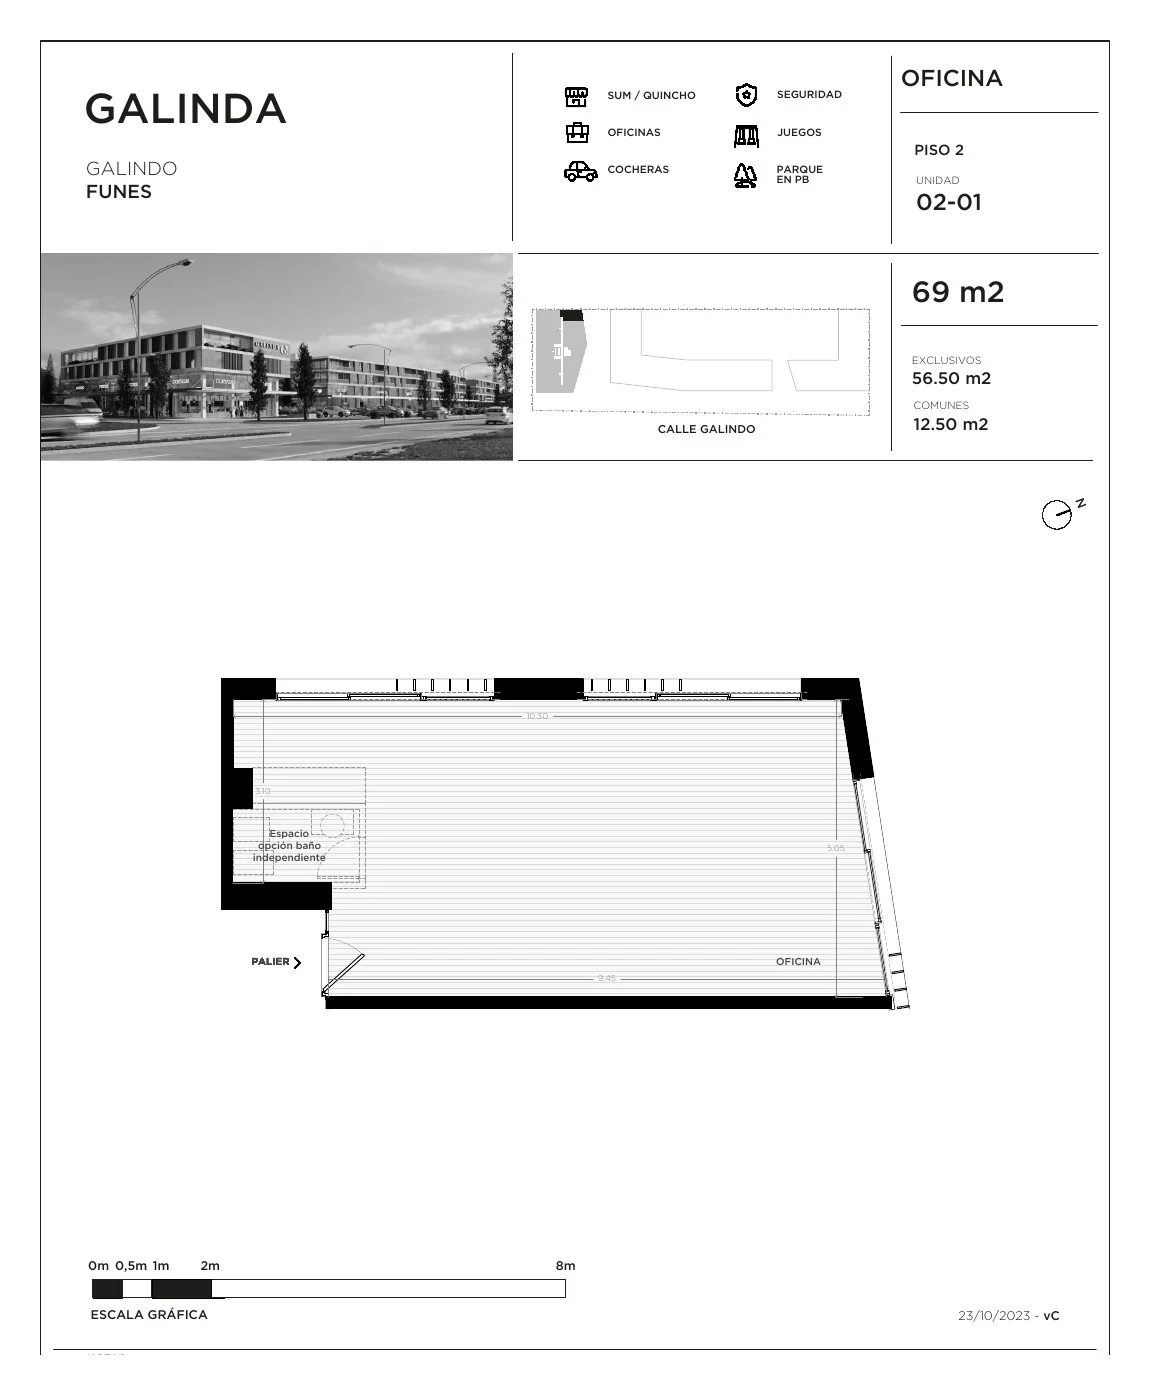 GALINDA
GALINDO
FUNES
SUM / QUINCHO
OFICINAS
COCHERAS
SEGURIDAD
JUEGOS
PARQUE
EN PB
OFICINA
PISO 2
UNIDAD
02-01
CALLE GALINDO
69 m2
EXCLUSIVOS
56.50 m2
COMUNES
12.50 m2
N
10.30
3.10
Espacio
opción baño
independiente
5.05
PALIER
OFICINA
9.45
0m 0,5m 1m 2m 8m
ESCALA GRÁFICA
23/10/2023 - vC